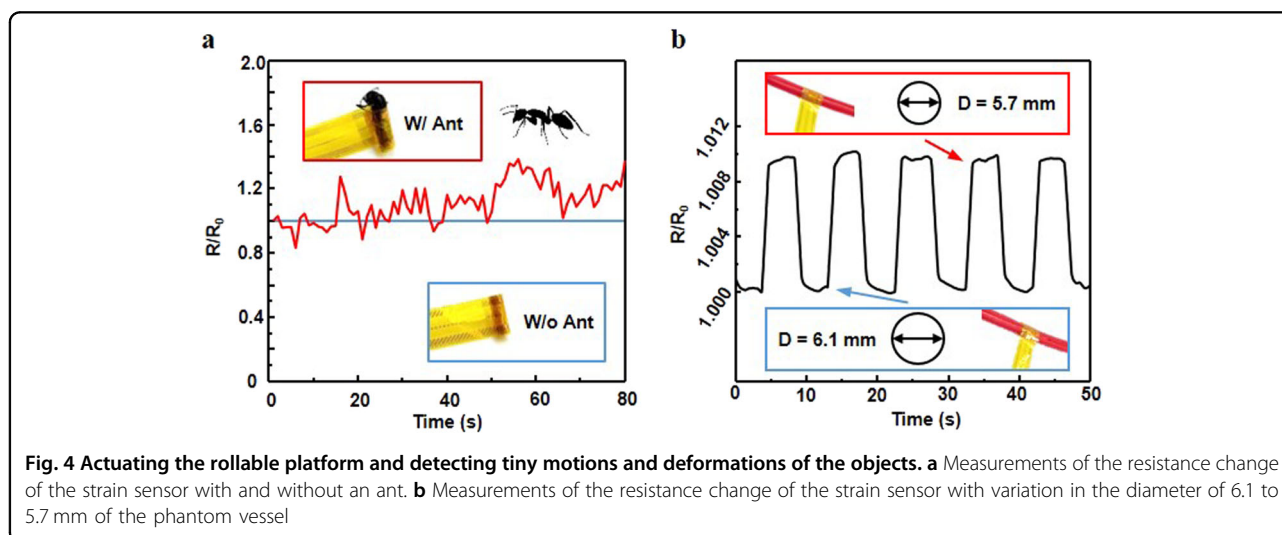 a
2.0
1.6
1.2
0.8
0.4
0
R/R0
W/ Ant
W/o Ant
0 20 40 60 80
Time (s)
b
1.012
1.008
1.004
1.000
R/R0
D = 5.7 mm
D = 6.1 mm
0 10 20 30 40 50
Time (s)
Fig. 4 Actuating the rollable platform and detecting tiny motions and deformations of the objects. a Measurements of the resistance change
of the strain sensor with and without an ant. b Measurements of the resistance change of the strain sensor with variation in the diameter of 6.1 to
5.7 mm of the phantom vessel